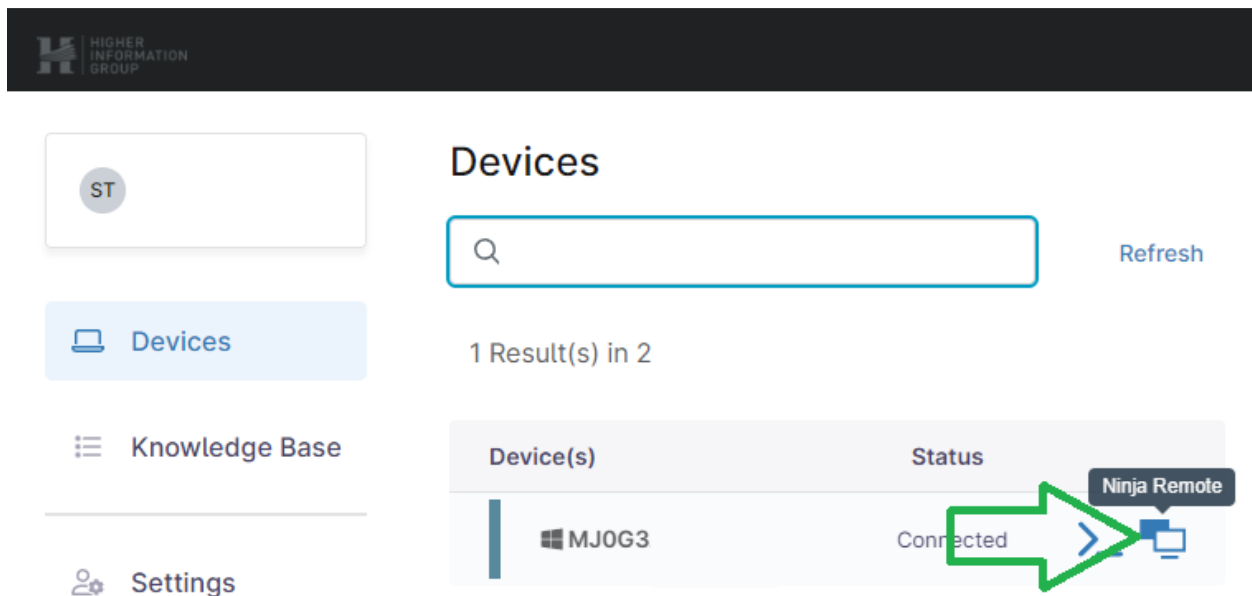 HIGHER
INFORMATION
GROUP
ST
Devices
Knowledge Base
Settings
Devices
Refresh
1 Result(s) in 2
Device(s) Status
Ninja Remote
MJ0G3 Connected